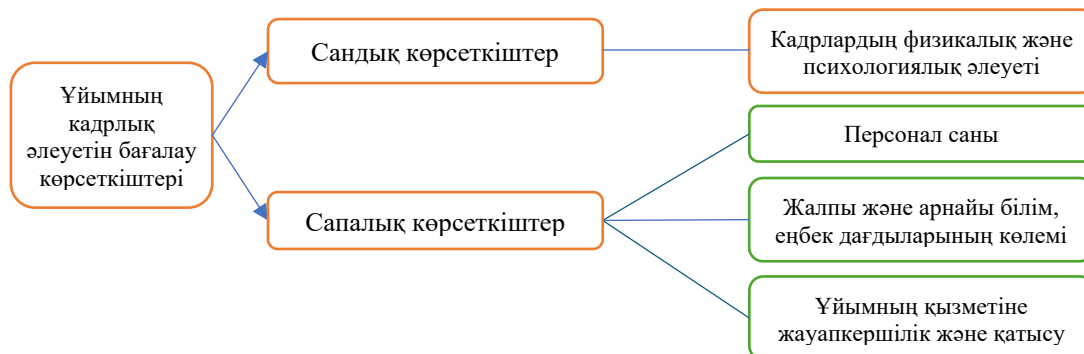 Ұйымның
кадрлық
әлеуетін бағалау
көрсеткіштері
Сандық көрсеткіштер
Кадрлардың физикалық және
психологиялық әлеуеті
Сапалық көрсеткіштер
Персонал саны
Жалпы және арнайы білім,
еңбек дағдыларының көлемі
Ұйымның қызметіне
жауапкершілік және қатысу